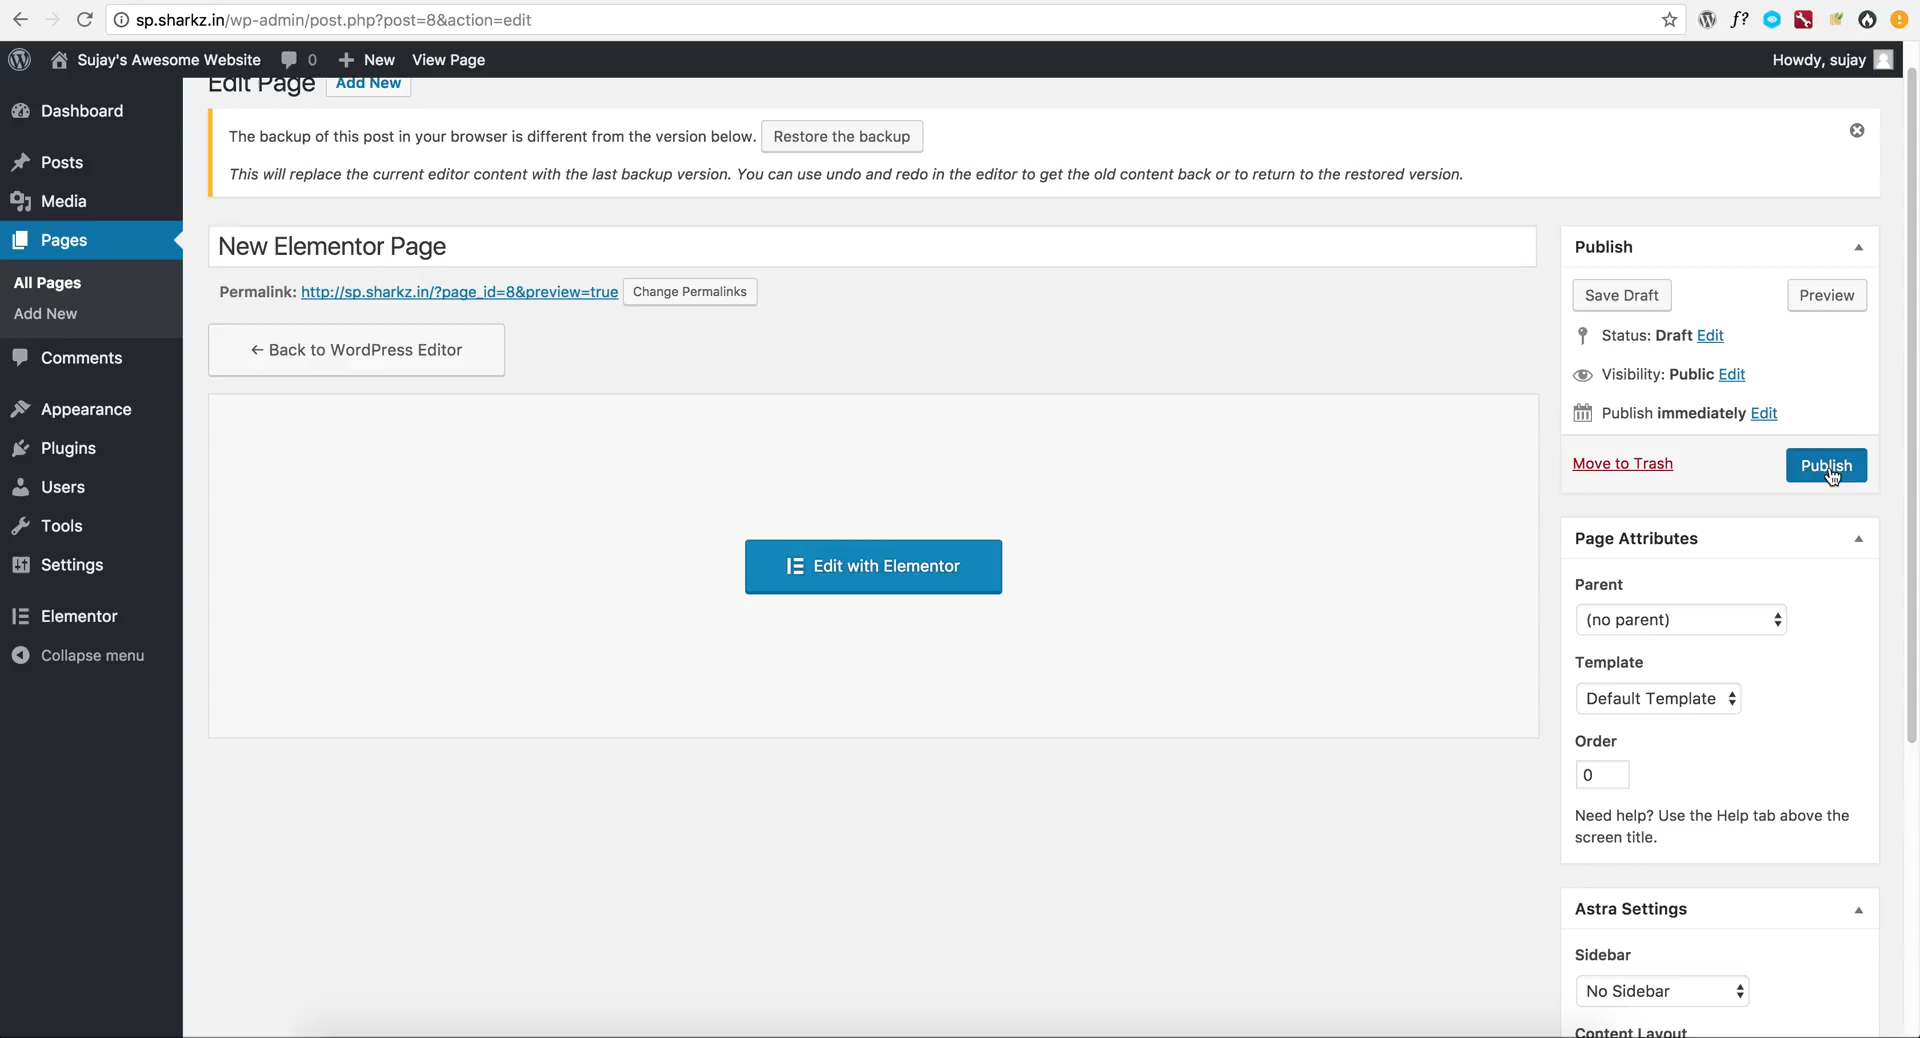 sp.sharkz.in/wp-admin/post.php?post=8&action=edit
f?
Sujay's Awesome Website
0
New
View Page
Howdy, sujay
Edit Page
Add New
Dashboard
Posts
Media
Pages
All Pages
Add New
Comments
Appearance
Plugins
Users
Tools
Settings
Elementor
Collapse menu
The backup of this post in your browser is different from the version below.
Restore the backup
This will replace the current editor content with the last backup version. You can use undo and redo in the editor to get the old content back or to return to the restored version.
New Elementor Page
Permalink: http://sp.sharkz.in/?page_id=8&preview=true
Change Permalinks
← Back to WordPress Editor
Edit with Elementor
Publish
Save Draft
Preview
Status: Draft Edit
Visibility: Public Edit
Publish immediately Edit
Move to Trash
Publish
Page Attributes
Parent
(no parent)
Template
Default Template
Order
0
Need help? Use the Help tab above the
screen title.
Astra Settings
Sidebar
No Sidebar
Content Layout